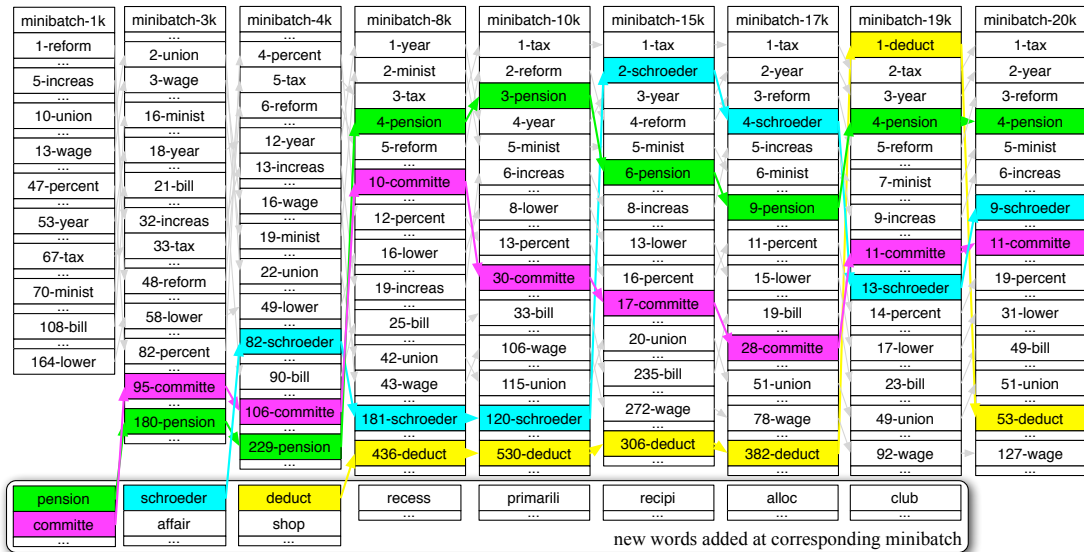 minibatch-1k
...
1-reform
...
5-increas
...
10-union
...
13-wage
...
47-percent
...
53-year
...
67-tax
...
70-minist
...
108-bill
...
164-lower
minibatch-3k
...
2-union
...
3-wage
...
16-minist
...
18-year
...
21-bill
...
32-increas
...
33-tax
...
48-reform
...
58-lower
...
82-percent
...
95-committe
...
180-pension
...
minibatch-4k
...
4-percent
5-tax
6-reform
...
12-year
13-increas
...
16-wage
...
19-minist
...
22-union
...
49-lower
...
82-schroeder
...
90-bill
...
106-committe
...
229-pension
...
minibatch-8k
1-year
2-minist
3-tax
4-pension
5-reform
...
10-committe
...
12-percent
...
16-lower
...
19-increas
...
25-bill
...
42-union
43-wage
...
181-schroeder
...
436-deduct
...
minibatch-10k
1-tax
2-reform
3-pension
4-year
5-minist
6-increas
...
8-lower
...
13-percent
...
30-committe
...
33-bill
...
106-wage
...
115-union
...
120-schroeder
...
530-deduct
...
minibatch-15k
1-tax
2-schroeder
3-year
4-reform
5-minist
6-pension
...
8-increas
...
13-lower
...
16-percent
17-committe
...
20-union
...
235-bill
...
272-wage
...
306-deduct
...
minibatch-17k
1-tax
2-year
3-reform
4-schroeder
5-increas
6-minist
...
9-pension
...
11-percent
...
15-lower
...
19-bill
...
28-committe
...
51-union
...
78-wage
...
382-deduct
...
minibatch-19k
1-deduct
2-tax
3-year
4-pension
5-reform
...
7-minist
...
9-increas
...
11-committe
...
13-schroeder
14-percent
...
17-lower
...
23-bill
...
49-union
...
92-wage
...
minibatch-20k
1-tax
2-year
3-reform
4-pension
5-minist
6-increas
...
9-schroeder
...
11-committe
...
19-percent
...
31-lower
...
49-bill
...
51-union
...
53-deduct
...
127-wage
...
pension
committe
...
schroeder
affair
...
deduct
shop
...
recess
...
primarili
...
recipi
...
alloc
...
club
...
new words added at corresponding minibatch